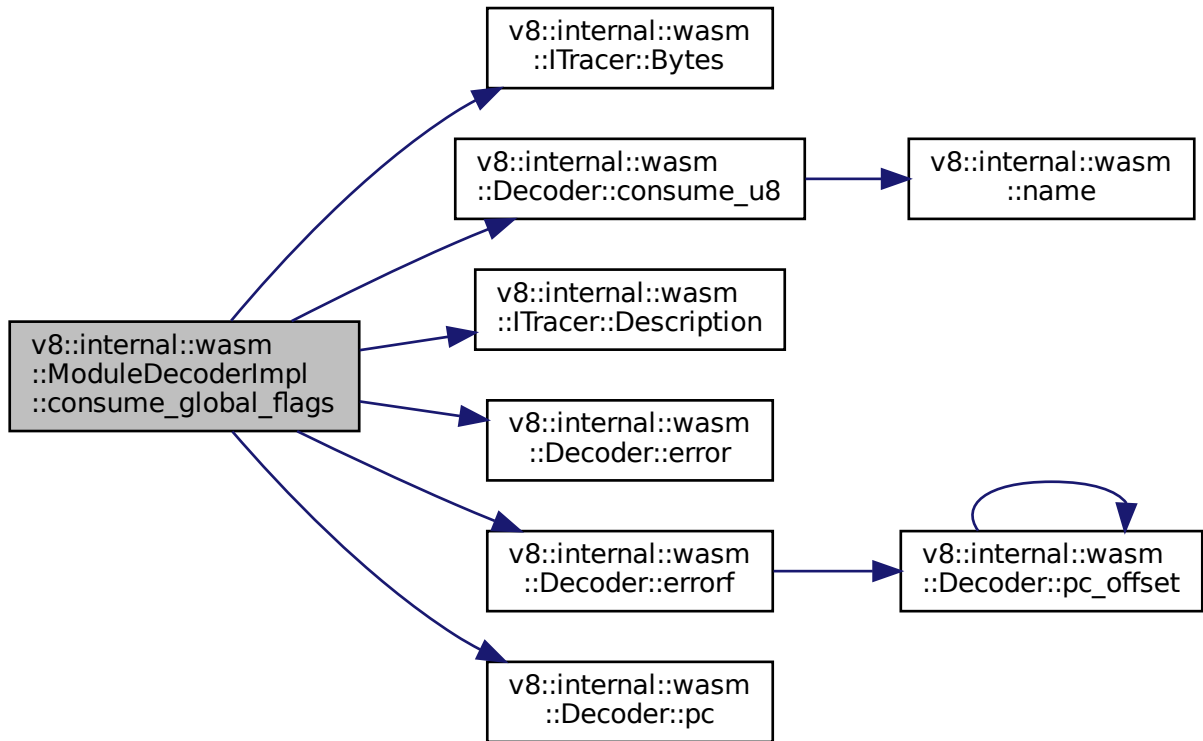 v8::internal::wasm
::ITracer::Bytes
v8::internal::wasm
::Decoder::consume_u8
v8::internal::wasm
::name
v8::internal::wasm
::ITracer::Description
v8::internal::wasm
::ModuleDecoderImpl
::consume_global_flags
v8::internal::wasm
::Decoder::error
v8::internal::wasm
::Decoder::errorf
v8::internal::wasm
::Decoder::pc_offset
v8::internal::wasm
::Decoder::pc